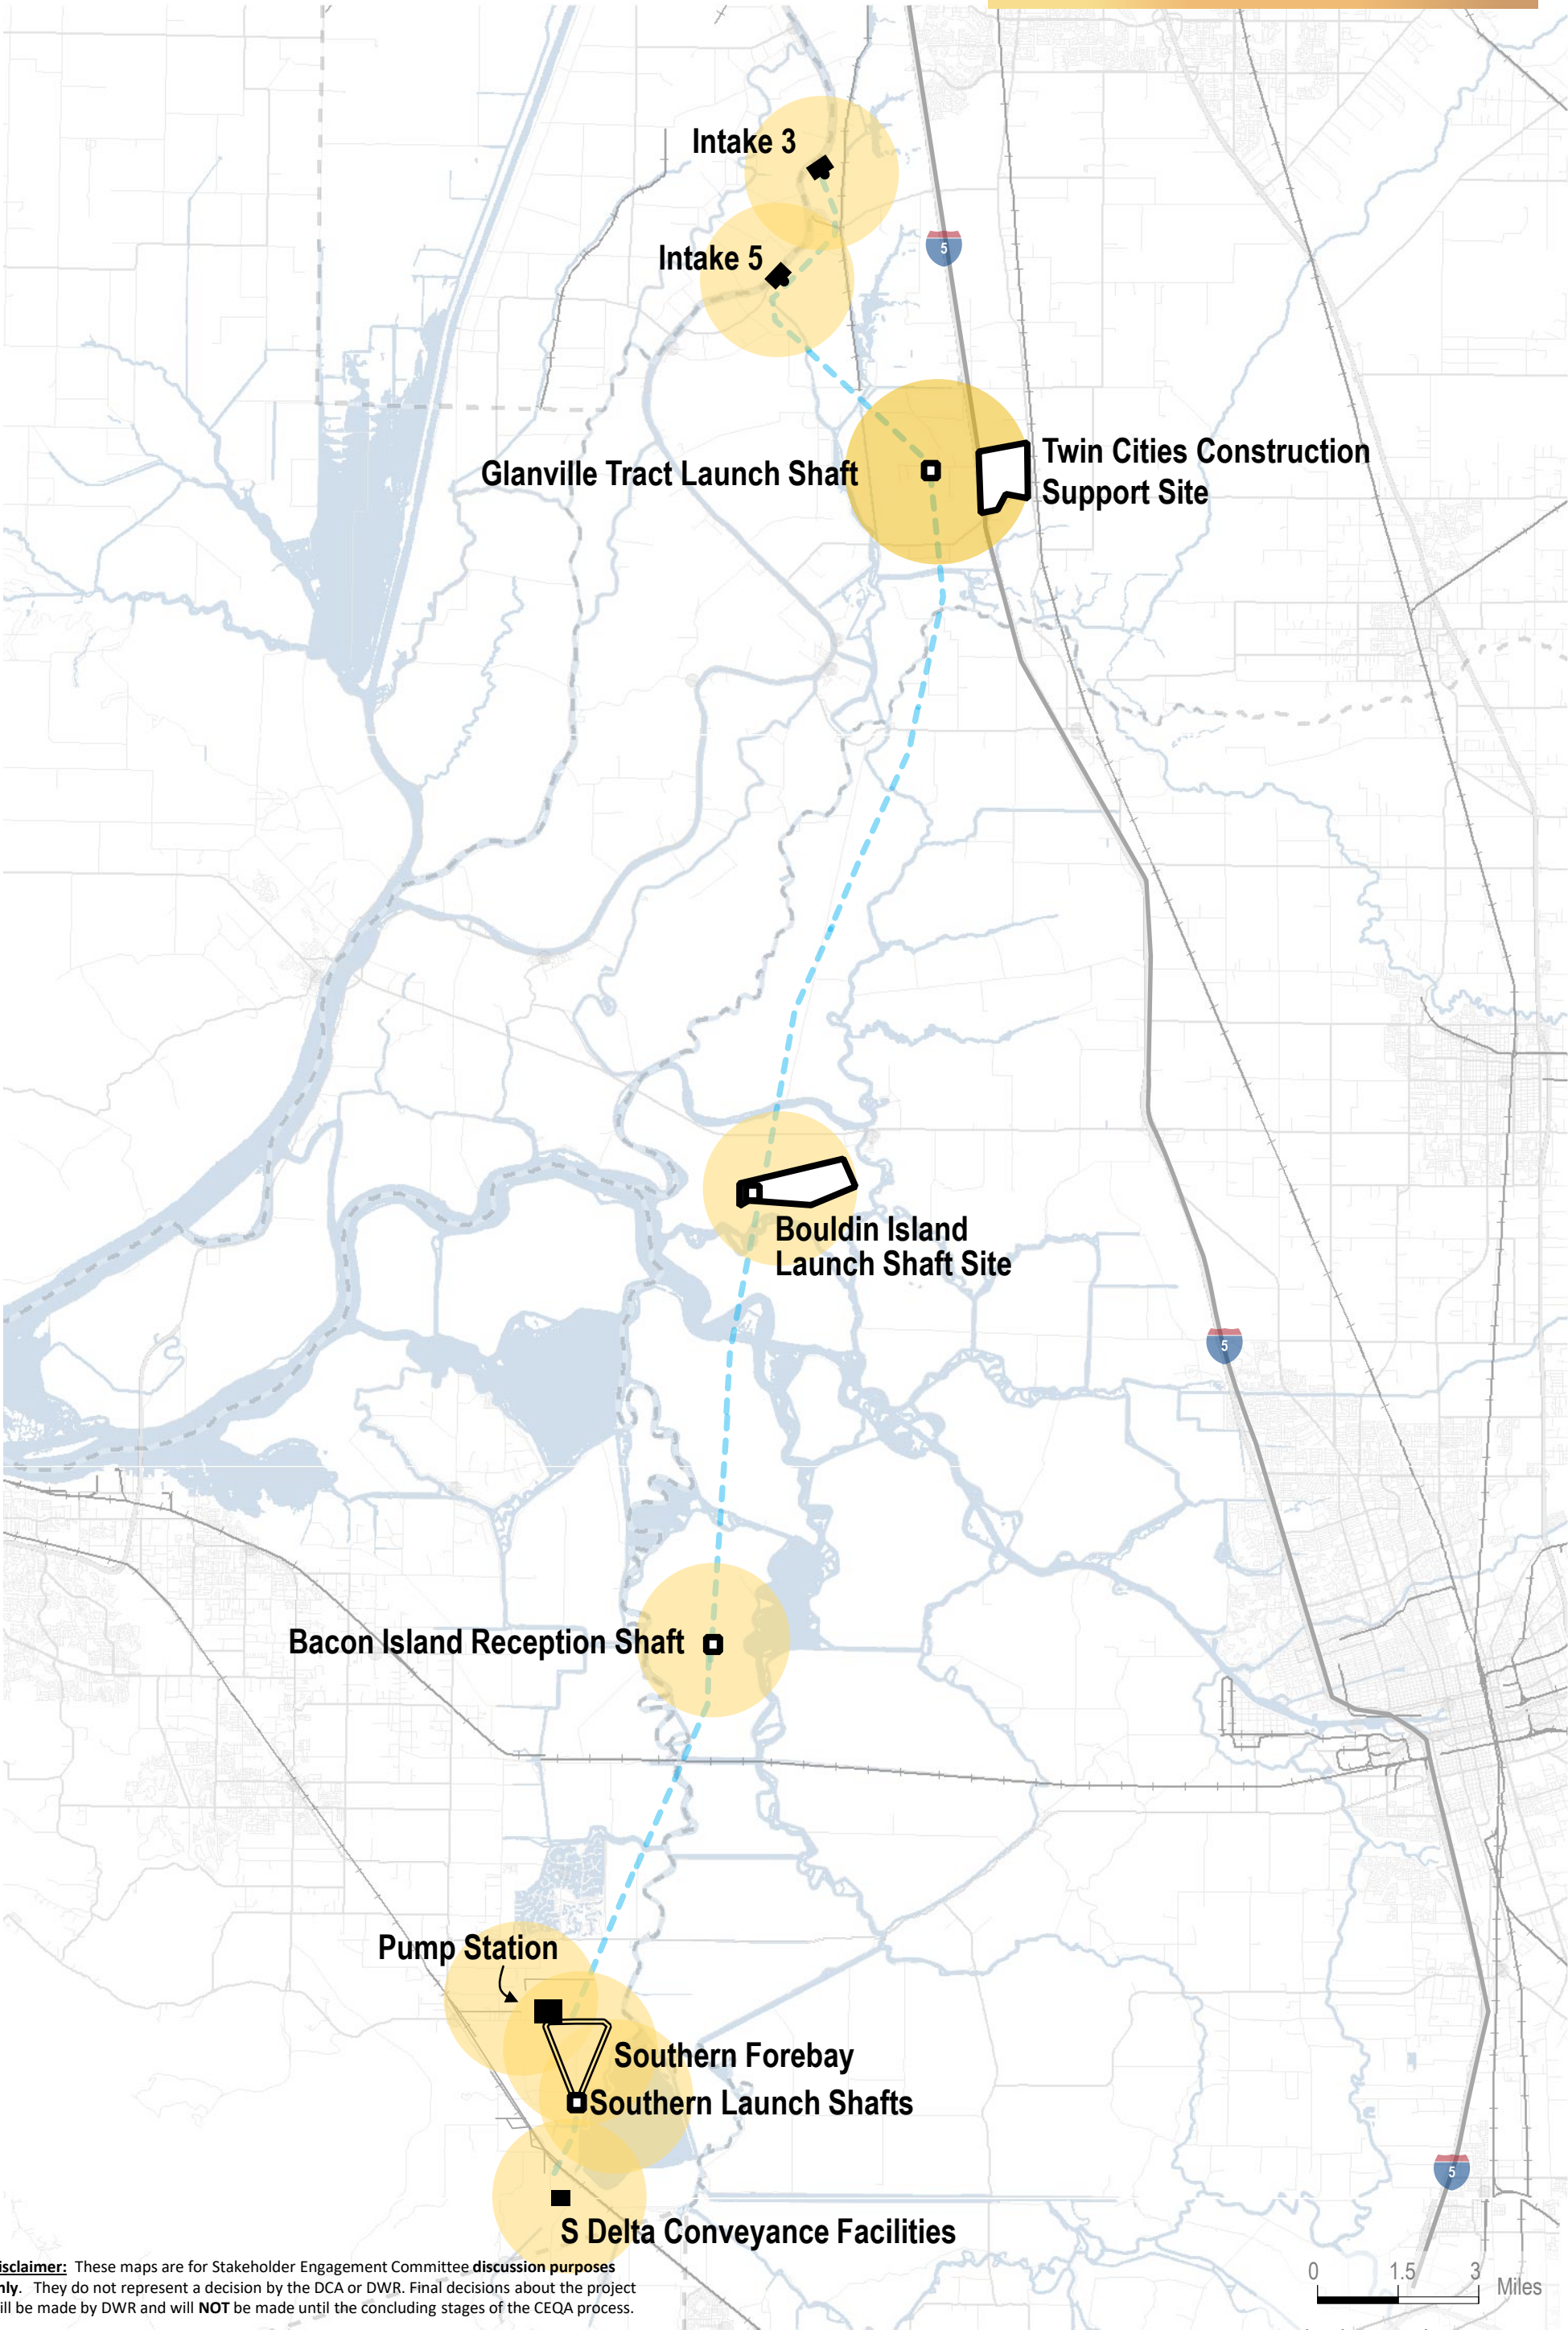 Intake 3
5
Intake 5
Glanville Tract Launch Shaft
Twin Cities Construction
Support Site
Bouldin Island
Launch Shaft Site
5
Bacon Island Reception Shaft
Pump Station
Southern Forebay
Southern Launch Shafts
5
S Delta Conveyance Facilities
isclaimer: These maps are for Stakeholder Engagement Committee discussion purposes
nly. They do not represent a decision by the DCA or DWR. Final decisions about the project
ill be made by DWR and will NOT be made until the concluding stages of the CEQA process.
0 1.5 3
Miles